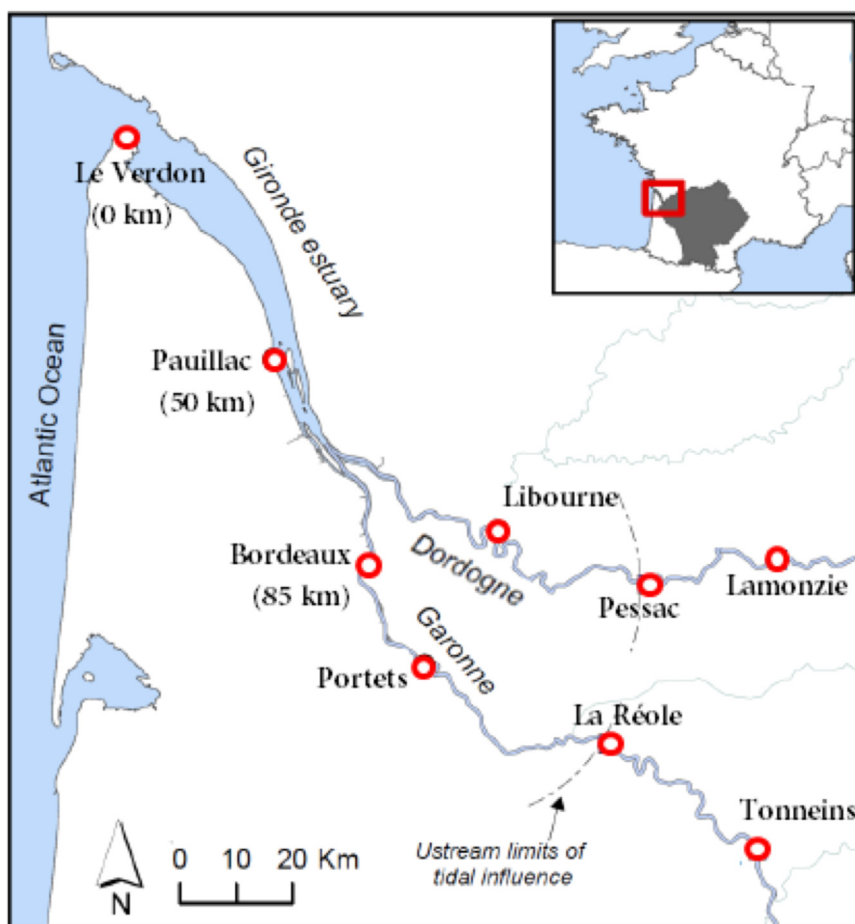 Le Verdon
(0 km)
Gironde estuary
Atlantic Ocean
Pauillac
(50 km)
Libourne
Bordeaux
(85 km)
Dordogne
Pessac
Lamonzie
Garonne
Portets
La Réole
Tonneins
Ustream limits of
tidal influence
0 10 20 Km
N